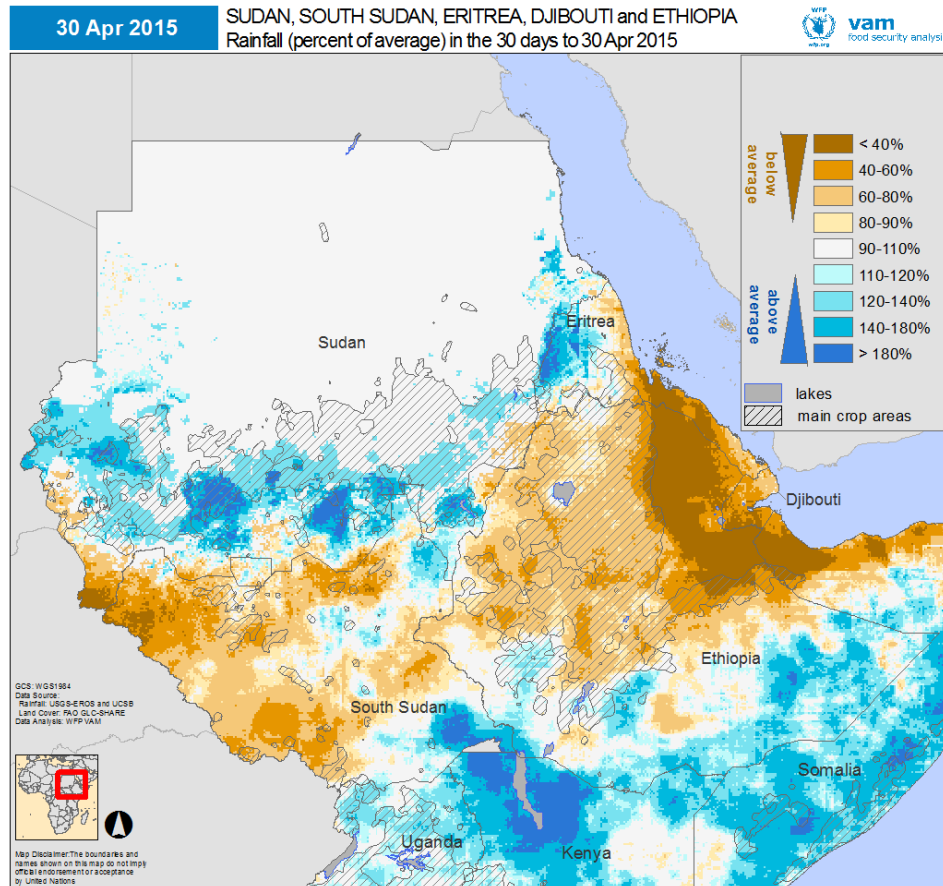 30 Apr 2015
SUDAN, SOUTH SUDAN, ERITREA, DJIBOUTI and ETHIOPIA
Rainfall (percent of average) in the 30 days to 30 Apr 2015
WFP
wfp.org
vam
food security analysi
below
average
< 40%
40-60%
60-80%
80-90%
90-110%
110-120%
120-140%
140-180%
> 180%
above
average
lakes
main crop areas
Eritrea
Sudan
Djibouti
Ethiopia
South Sudan
Somalia
Uganda
Kenya
GCS: WGS1984
Data Source:
Rainfall: USGS-EROS and UCSB
Land Cover: FAO GLC-SHARE
Data Analysis: WFP VAM
Map Disclaimer:The boundaries and
names shown on this map do not imply
official endorsement or acceptance
by United Nations